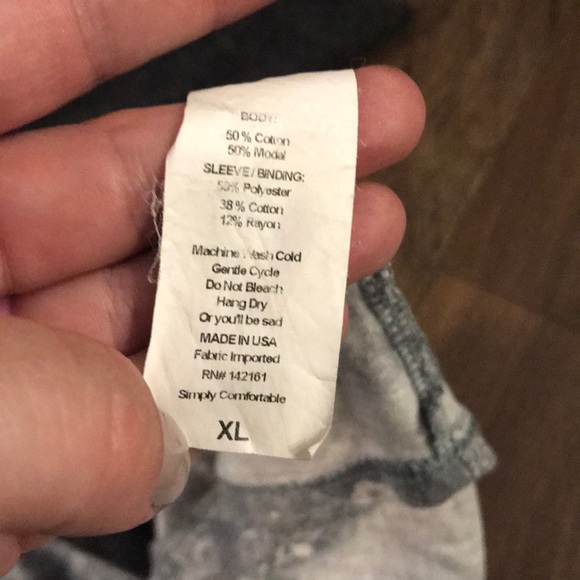 BODY:
50% Cotton
50% Modal
SLEEVE / BINDING:
50% Polyester
38% Cotton
12% Rayon
Machine Wash Cold
Gentle Cycle
Do Not Bleach
Hang Dry
Or you'll be sad
MADE IN USA
Fabric Imported
RN# 142161
Simply Comfortable
XL